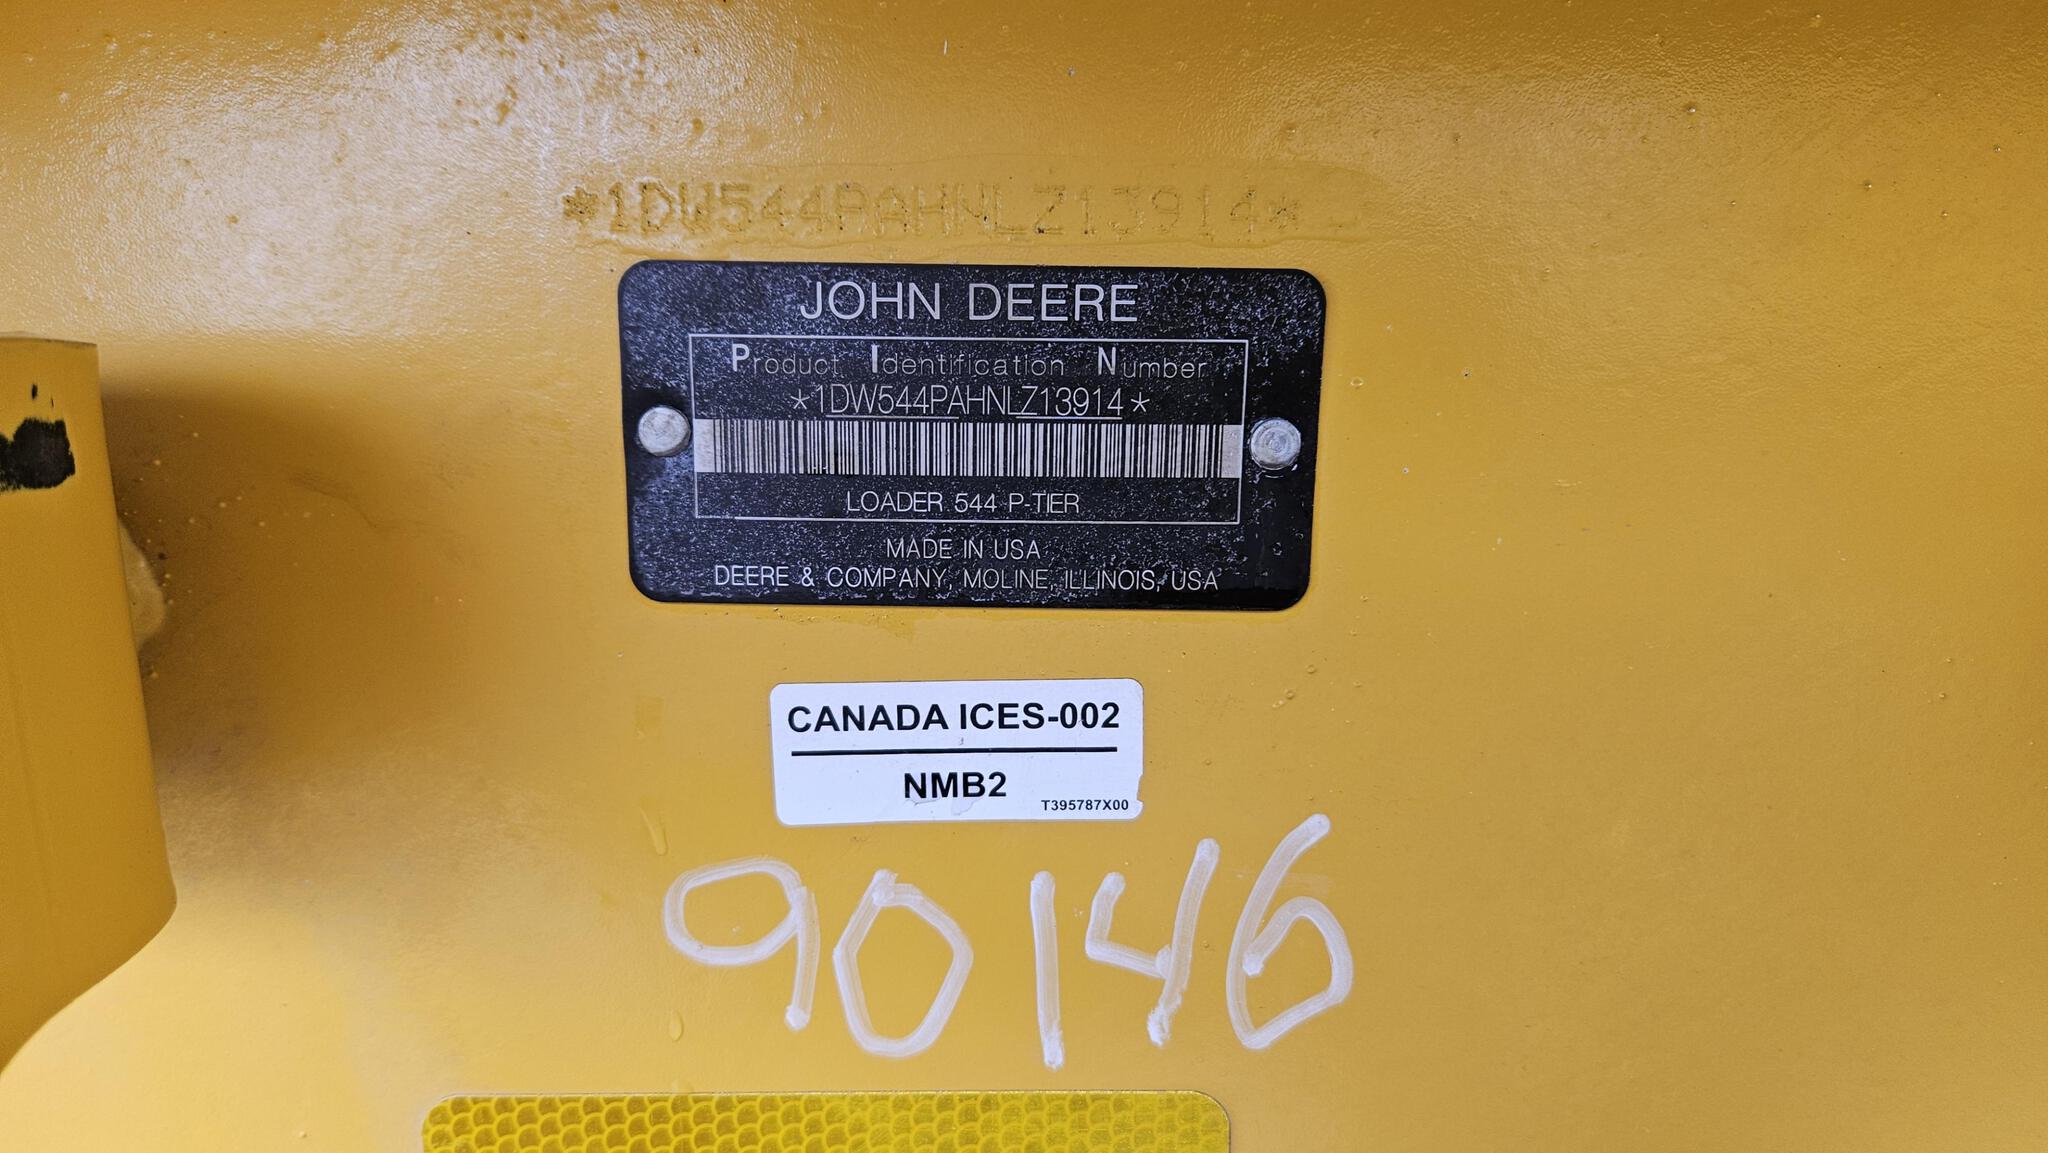 *1DW544PAHNLZ13914*
JOHN DEERE
Product Identification Number
*1DW544PAHNLZ13914*
LOADER 544 P-TIER
MADE IN USA
DEERE & COMPANY, MOLINE, ILLINOIS, USA
CANADA ICES-002
NMB2
T395787X00
90146